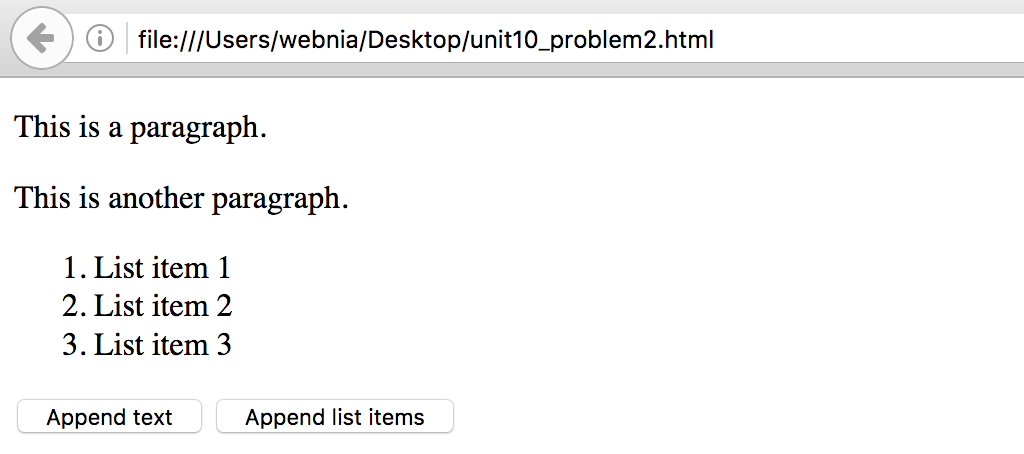 file:///Users/webnia/Desktop/unit10_problem2.html
This is a paragraph.
This is another paragraph.
1. List item 1
2. List item 2
3. List item 3
Append text Append list items